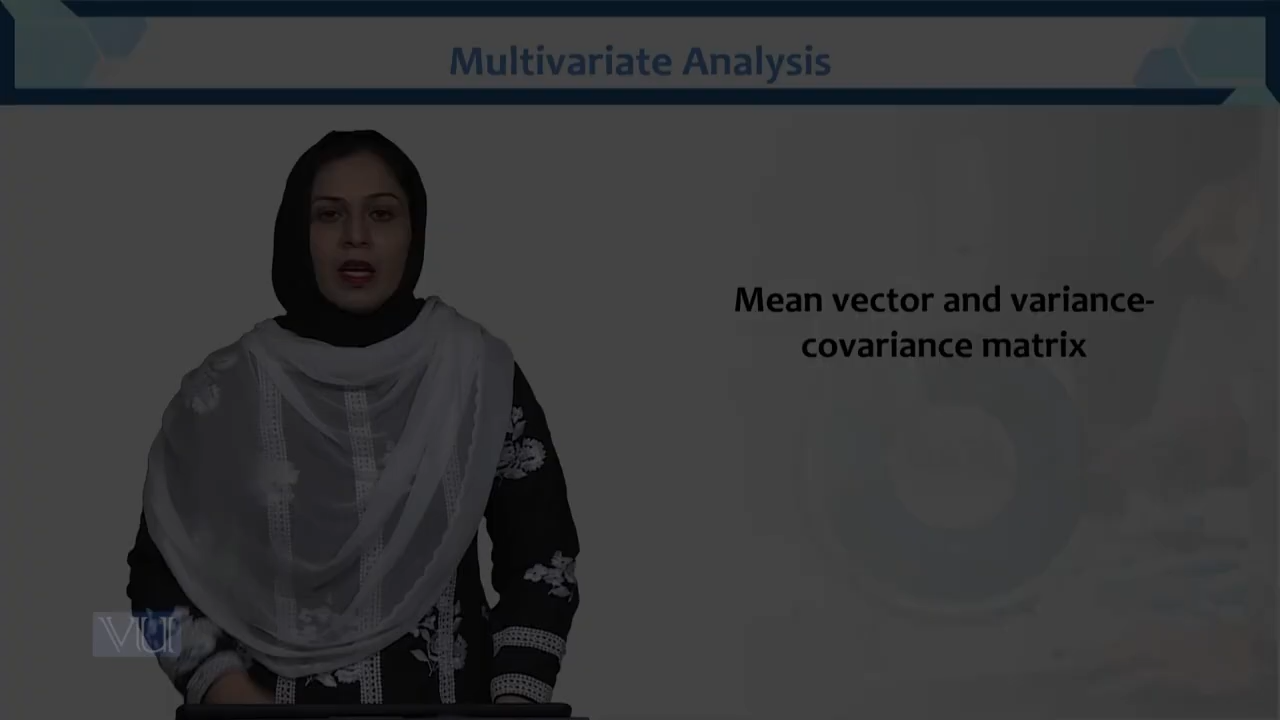 Multivariate Analysis
Mean vector and variance-
covariance matrix
VU